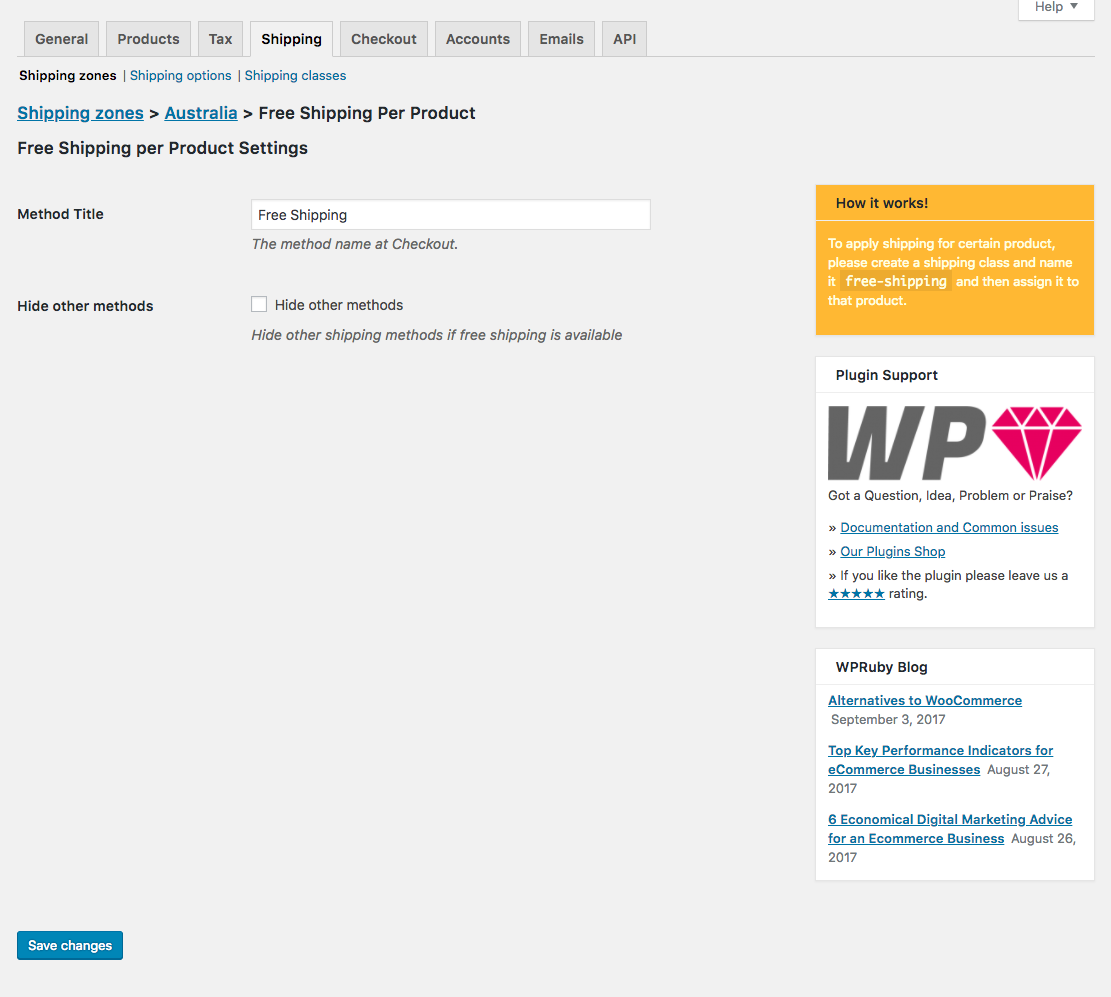 Help ▼
General Products Tax Shipping Checkout Accounts Emails API
Shipping zones | Shipping options | Shipping classes
Shipping zones > Australia > Free Shipping Per Product
Free Shipping per Product Settings
Method Title
Free Shipping
The method name at Checkout.
Hide other methods
Hide other methods
Hide other shipping methods if free shipping is available
How it works!
To apply shipping for certain product,
please create a shipping class and name
it free-shipping and then assign it to
that product.
Plugin Support
WP
Got a Question, Idea, Problem or Praise?
» Documentation and Common issues
» Our Plugins Shop
» If you like the plugin please leave us a
★★★★★ rating.
WPRuby Blog
Alternatives to WooCommerce
September 3, 2017
Top Key Performance Indicators for
eCommerce Businesses August 27,
2017
6 Economical Digital Marketing Advice
for an Ecommerce Business August 26,
2017
Save changes